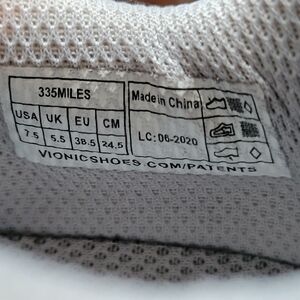 335MILES
USA UK EU CM
7.5 5.5 38.5 24.5
Made in China
LC: 06-2020
VIONICSHOES.COM/PATENTS